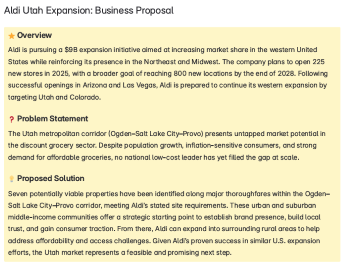 Aldi Utah Expansion: Business Proposal
Overview
Aldi is pursuing a $9B expansion initiative aimed at increasing market share in the western United
States while reinforcing its presence in the Northeast and Midwest. The company plans to open 225
new stores in 2025, with a broader goal of reaching 800 new locations by the end of 2028. Following
successful openings in Arizona and Las Vegas, Aldi is prepared to continue its western expansion by
targeting Utah and Colorado.
Problem Statement
The Utah metropolitan corridor (Ogden–Salt Lake City–Provo) presents untapped market potential in
the discount grocery sector. Despite population growth, inflation-sensitive consumers, and strong
demand for affordable groceries, no national low-cost leader has yet filled the gap at scale.
Proposed Solution
Seven potentially viable properties have been identified along major thoroughfares within the Ogden–
Salt Lake City–Provo corridor, meeting Aldi's stated site requirements. These urban and suburban
middle-income communities offer a strategic starting point to establish brand presence, build local
trust, and gain consumer traction. From there, Aldi can expand into surrounding rural areas to help
address affordability and access challenges. Given Aldi's proven success in similar U.S. expansion
efforts, the Utah market represents a feasible and promising next step.